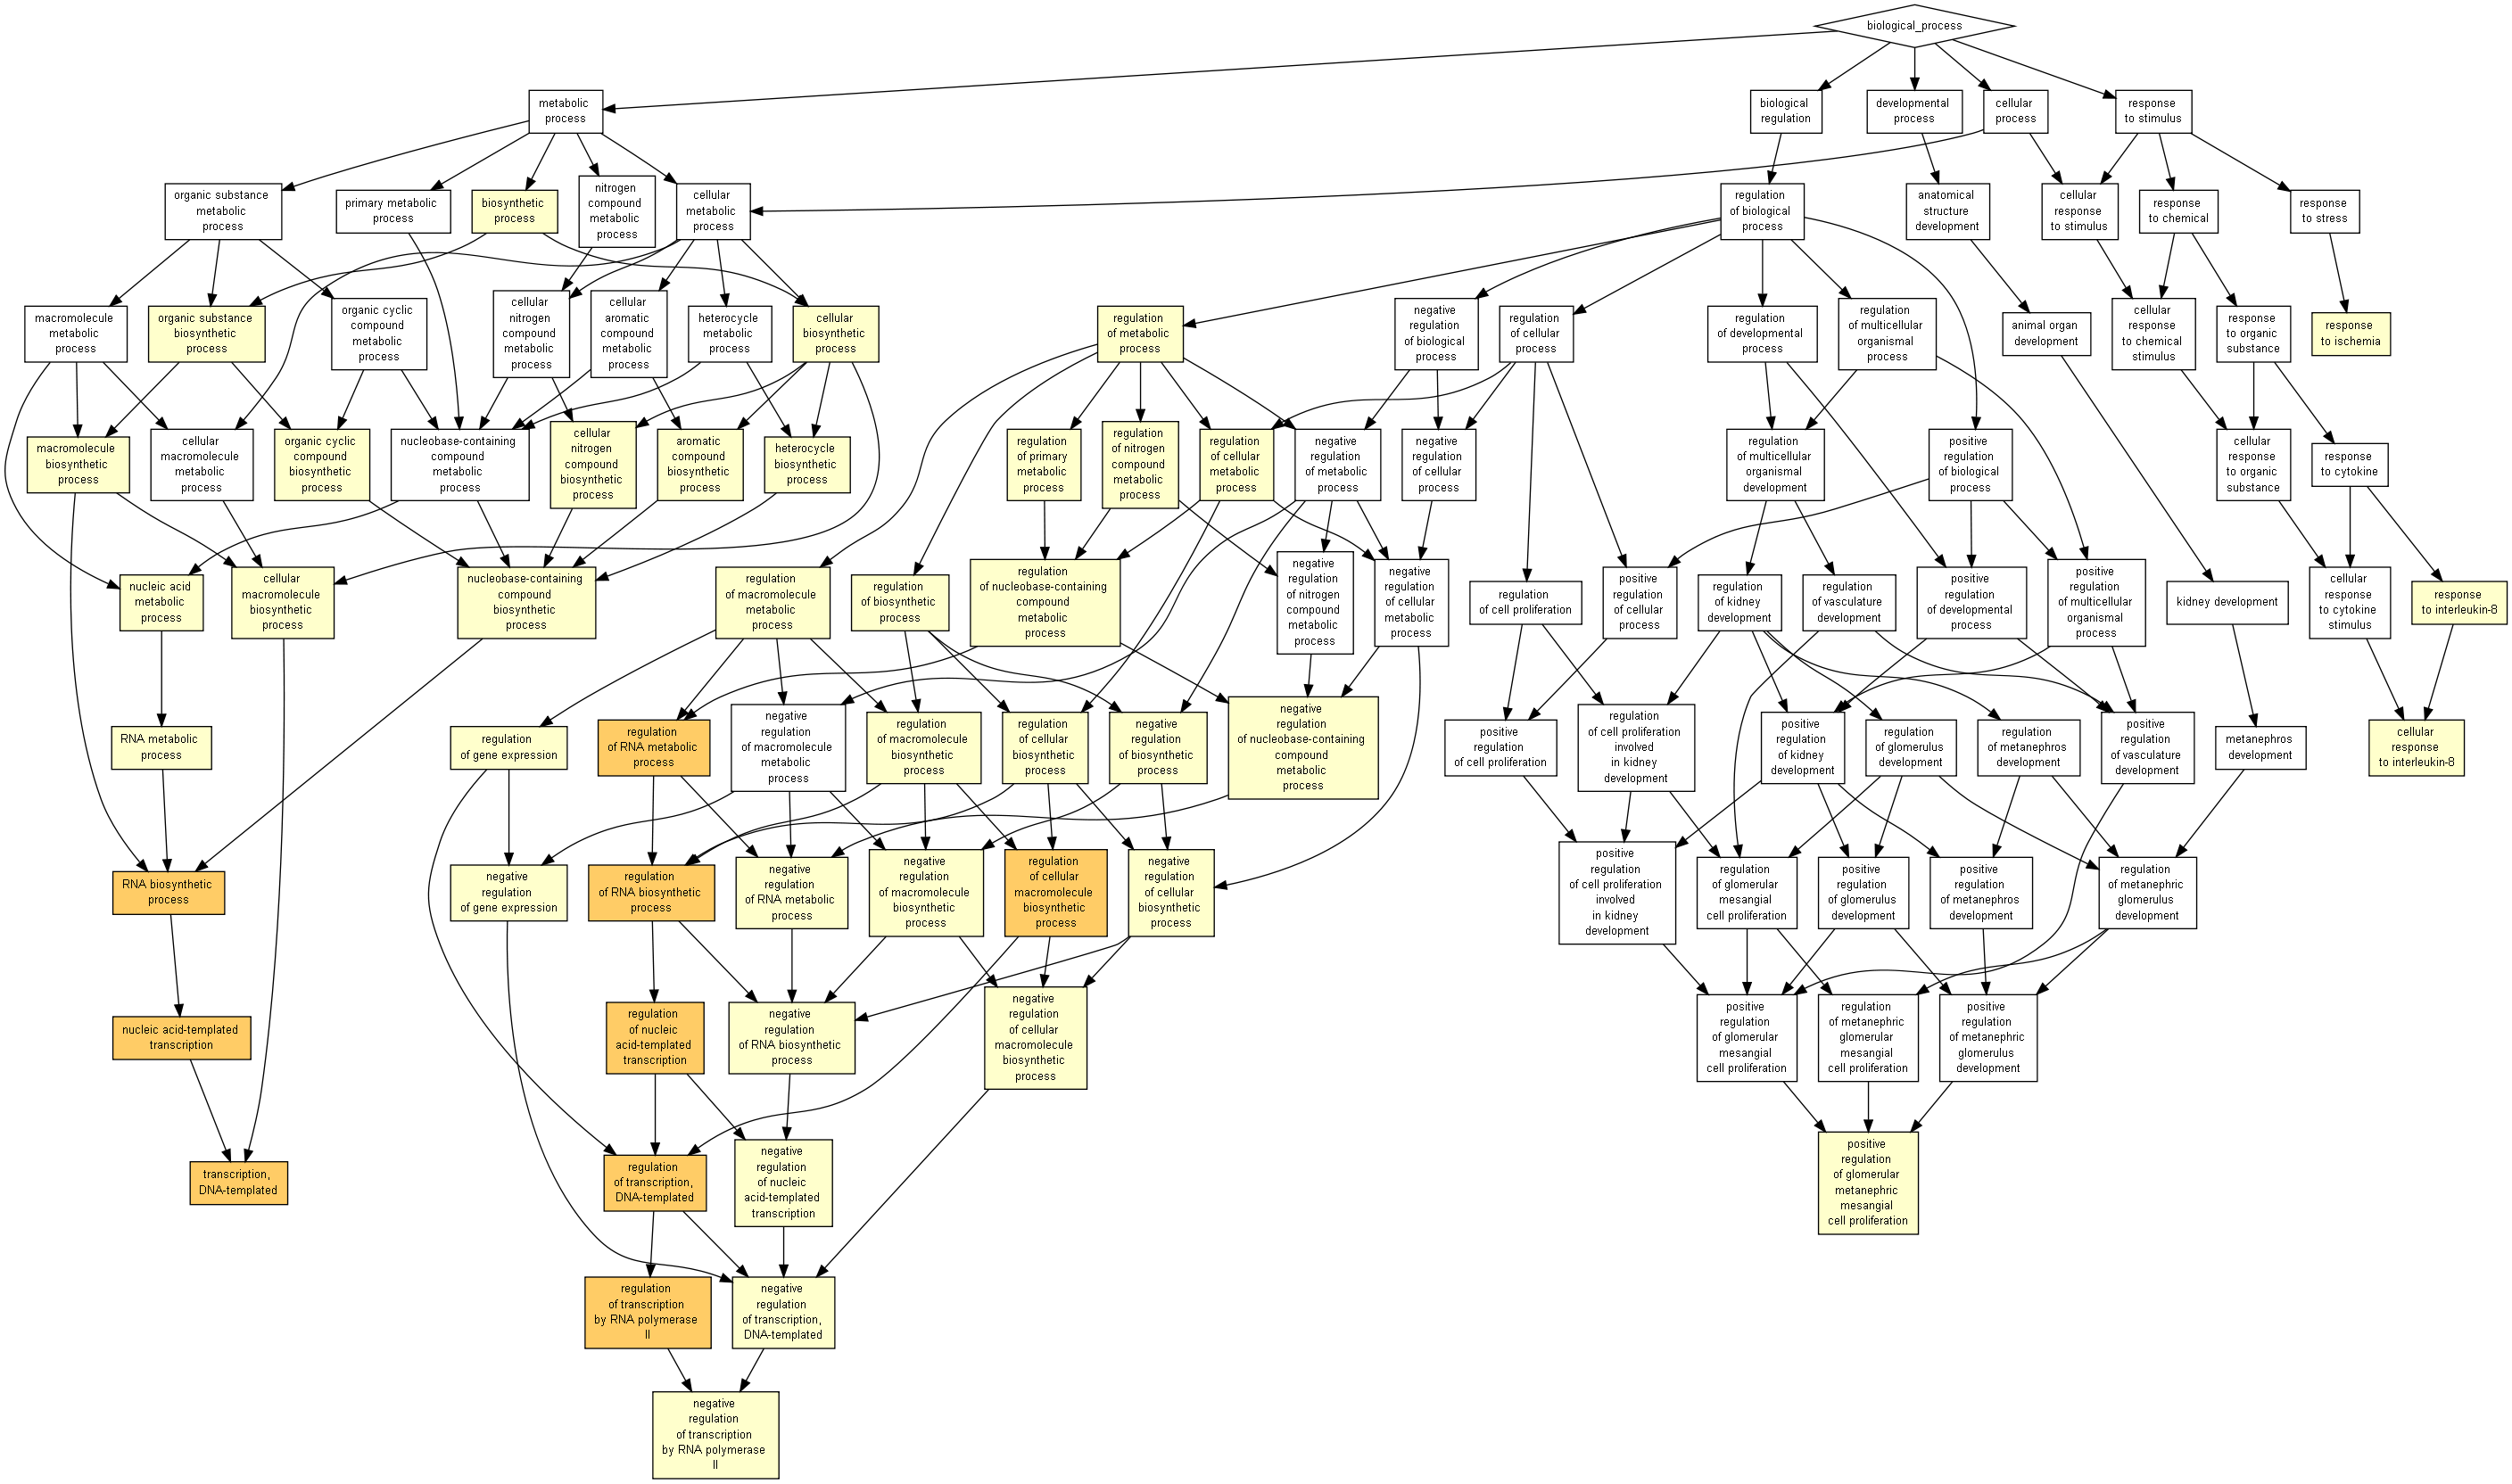 biological_process
metabolic
process
biological
regulation
developmental
process
cellular
process
response
to stimulus
organic substance
metabolic
process
primary metabolic
process
biosynthetic
process
nitrogen
compound
metabolic
process
cellular
metabolic
process
regulation
of biological
process
anatomical
structure
development
cellular
response
to stimulus
response
to chemical
response
to stress
macromolecule
metabolic
process
organic substance
biosynthetic
process
organic cyclic
compound
metabolic
process
cellular
nitrogen
compound
metabolic
process
cellular
aromatic
compound
metabolic
process
heterocycle
metabolic
process
cellular
biosynthetic
process
regulation
of metabolic
process
negative
regulation
of biological
process
regulation
of cellular
process
regulation
of developmental
process
regulation
of multicellular
organismal
process
animal organ
development
cellular
response
to chemical
stimulus
response
to organic
substance
response
to ischemia
macromolecule
biosynthetic
process
cellular
macromolecule
metabolic
process
organic cyclic
compound
biosynthetic
process
nucleobase-containing
compound
metabolic
process
cellular
nitrogen
compound
biosynthetic
process
aromatic
compound
biosynthetic
process
heterocycle
biosynthetic
process
regulation
of primary
metabolic
process
regulation
of nitrogen
compound
metabolic
process
regulation
of cellular
metabolic
process
negative
regulation
of metabolic
process
negative
regulation
of cellular
process
regulation
of multicellular
organismal
development
positive
regulation
of biological
process
cellular
response
to organic
substance
response
to cytokine
nucleic acid
metabolic
process
cellular
macromolecule
biosynthetic
process
nucleobase-containing
compound
biosynthetic
process
regulation
of macromolecule
metabolic
process
regulation
of biosynthetic
process
regulation
of nucleobase-containing
compound
metabolic
process
negative
regulation
of nitrogen
compound
metabolic
process
negative
regulation
of cellular
metabolic
process
regulation
of cell proliferation
positive
regulation
of cellular
process
regulation
of kidney
development
regulation
of vasculature
development
positive
regulation
of developmental
process
positive
regulation
of multicellular
organismal
process
kidney development
cellular
response
to cytokine
stimulus
response
to interleukin-8
RNA metabolic
process
regulation
of gene expression
regulation
of RNA metabolic
process
negative
regulation
of macromolecule
metabolic
process
regulation
of macromolecule
biosynthetic
process
regulation
of cellular
biosynthetic
process
negative
regulation
of biosynthetic
process
negative
regulation
of nucleobase-containing
compound
metabolic
process
positive
regulation
of cell proliferation
regulation
of cell proliferation
involved
in kidney
development
positive
regulation
of kidney
development
regulation
of glomerulus
development
regulation
of metanephros
development
positive
regulation
of vasculature
development
metanephros
development
cellular
response
to interleukin-8
RNA biosynthetic
process
negative
regulation
of gene expression
regulation
of RNA biosynthetic
process
negative
regulation
of RNA metabolic
process
negative
regulation
of macromolecule
biosynthetic
process
regulation
of cellular
macromolecule
biosynthetic
process
negative
regulation
of cellular
biosynthetic
process
positive
regulation
of cell proliferation
involved
in kidney
development
regulation
of glomerular
mesangial
cell proliferation
positive
regulation
of glomerulus
development
positive
regulation
of metanephros
development
regulation
of metanephric
glomerulus
development
nucleic acid-templated
transcription
regulation
of nucleic
acid-templated
transcription
negative
regulation
of RNA biosynthetic
process
negative
regulation
of cellular
macromolecule
biosynthetic
process
positive
regulation
of glomerular
mesangial
cell proliferation
regulation
of metanephric
glomerular
mesangial
cell proliferation
positive
regulation
of metanephric
glomerulus
development
transcription,
DNA-templated
regulation
of transcription,
DNA-templated
negative
regulation
of nucleic
acid-templated
transcription
positive
regulation
of glomerular
metanephric
mesangial
cell proliferation
regulation
of transcription
by RNA polymerase
II
negative
regulation
of transcription,
DNA-templated
negative
regulation
of transcription
by RNA polymerase
II